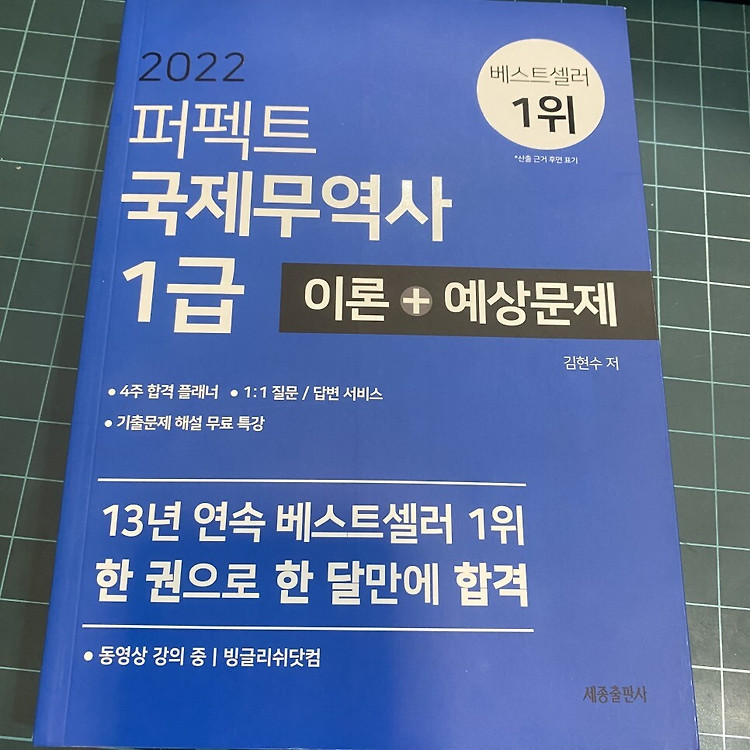 2022
퍼펙트
국제무역사
1급
이론 + 예상문제
베스트셀러
1위
*산출 근거 후면 표기
김현수 저
• 4주 합격 플래너 • 1:1 질문 / 답변 서비스
• 기출문제 해설 무료 특강
13년 연속 베스트셀러 1위
한 권으로 한 달만에 합격
• 동영상 강의 중 | 빙글리쉬닷컴
세종출판사